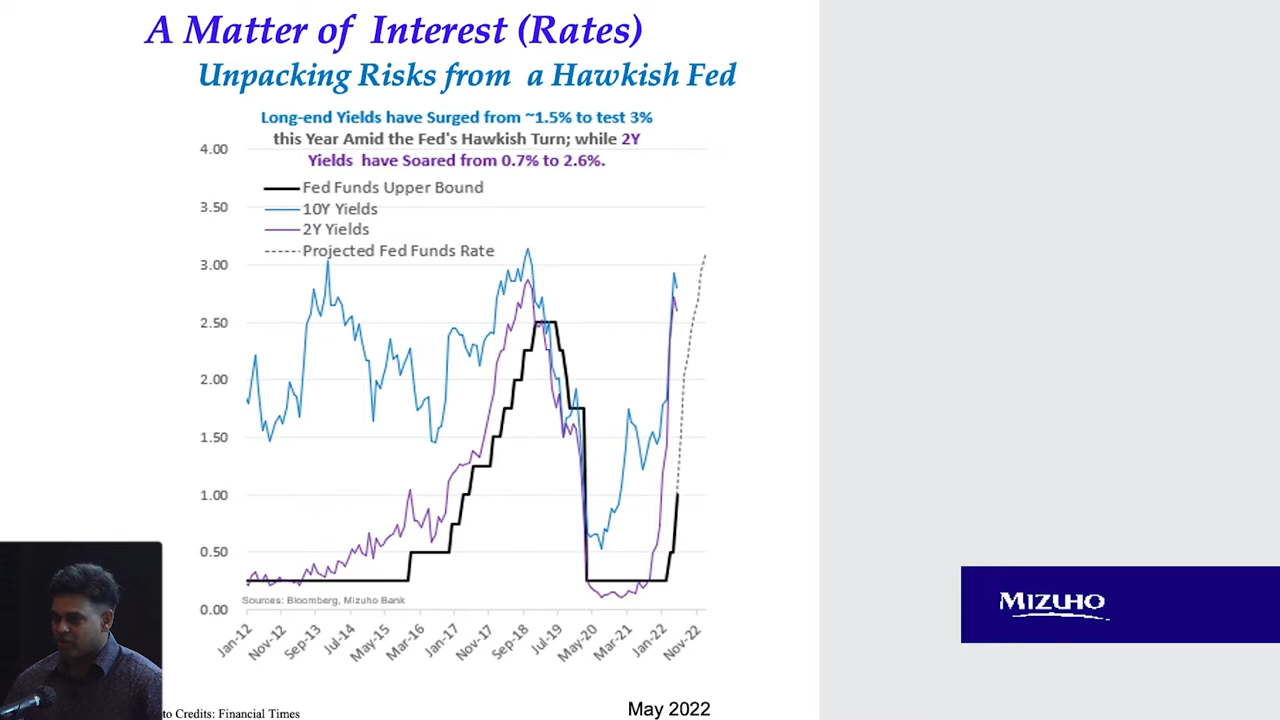 A Matter of Interest (Rates)
Unpacking Risks from a Hawkish Fed
Long-end Yields have Surged from ~1.5% to test 3%
this Year Amid the Fed's Hawkish Turn; while 2Y
Yields have Soared from 0.7% to 2.6%.
4.00
3.50
3.00
2.50
2.00
1.50
1.00
0.50
0.00
Fed Funds Upper Bound
10Y Yields
2Y Yields
Projected Fed Funds Rate
Sources: Bloomberg, Mizuho Bank
Jan-12
Nov-12
Sep-13
Jul-14
May-15
Mar-16
Jan-17
Nov-17
Sep-18
Jul-19
May-20
Mar-21
Jan-22
Nov-22
MIZUHO
to Credits: Financial Times
May 2022